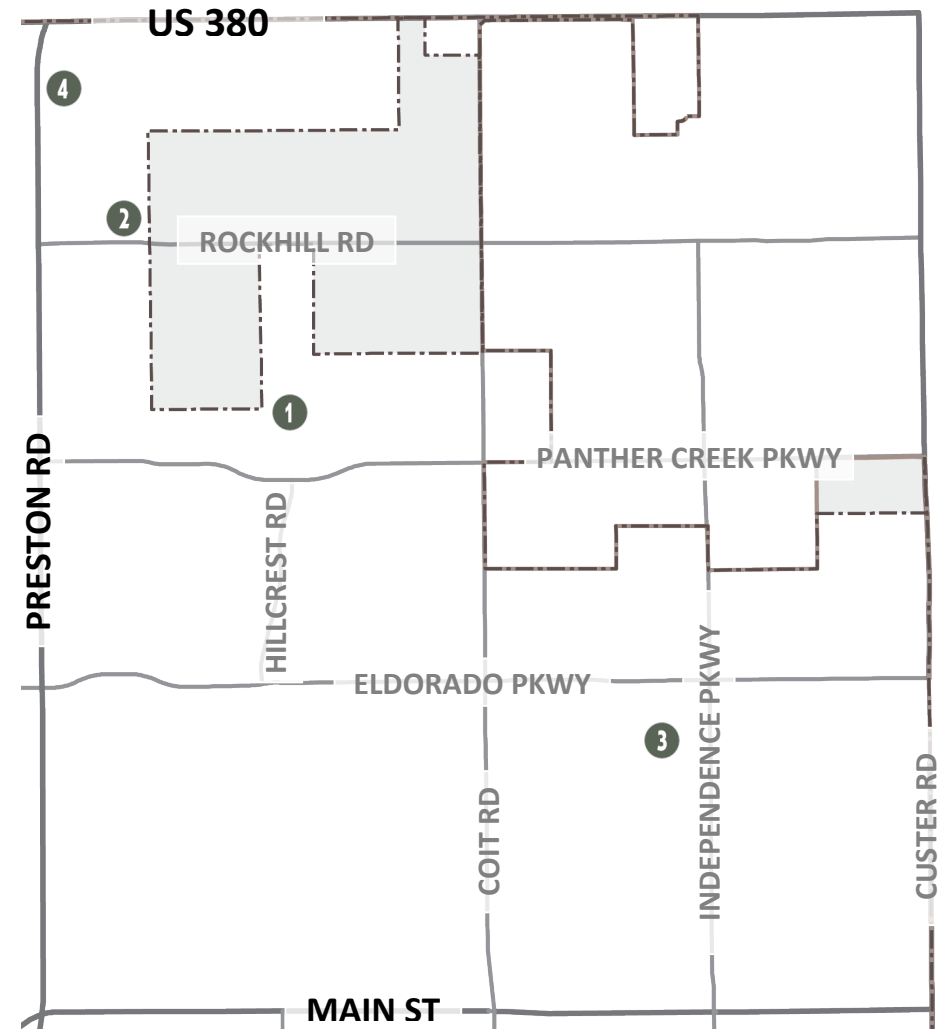 US 380
4
2
ROCKHILL RD
1
PANTHER CREEK PKWY
PRESTON RD
HILLCREST RD
ELDORADO PKWY
INDEPENDENCE PKWY
3
COIT RD
CUSTER RD
MAIN ST